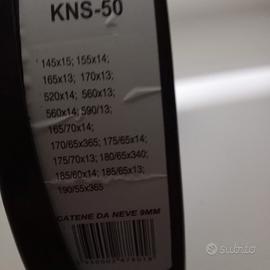 KNS-50
145x15; 155x14;
165x13; 170x13;
520x14; 560x13;
560x14; 590/13;
165/70x14;
170/65x365; 175/65x14;
175/70x13; 180/65x340;
185/60x14; 185/65x13;
190/55x365
CATENE DA NEVE 9MM
subito